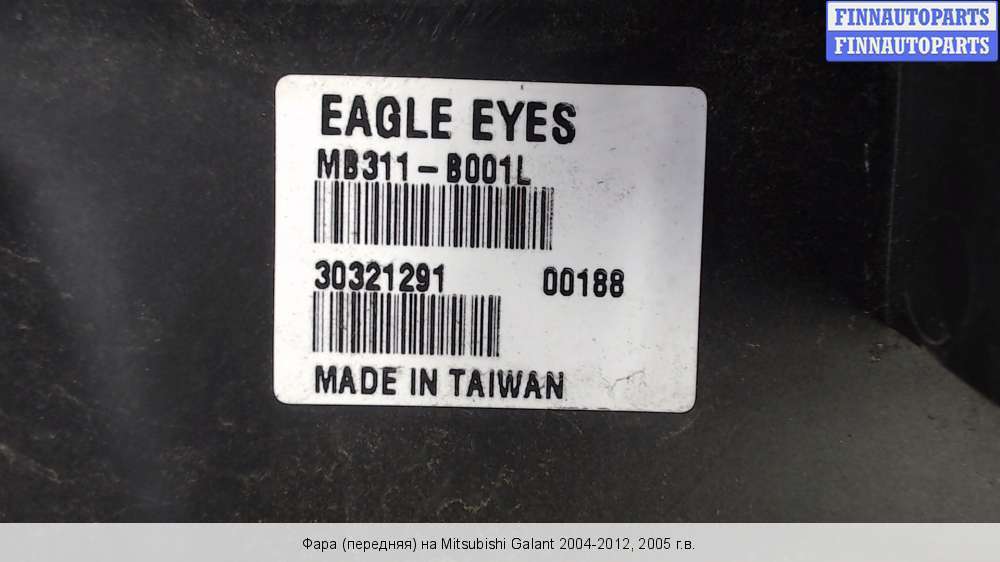 FINNAUTOPARTS
FINNAUTOPARTS
EAGLE EYES
MB311-B001L
30321291 00188
MADE IN TAIWAN
Фара (передняя) на Mitsubishi Galant 2004-2012, 2005 г.в.